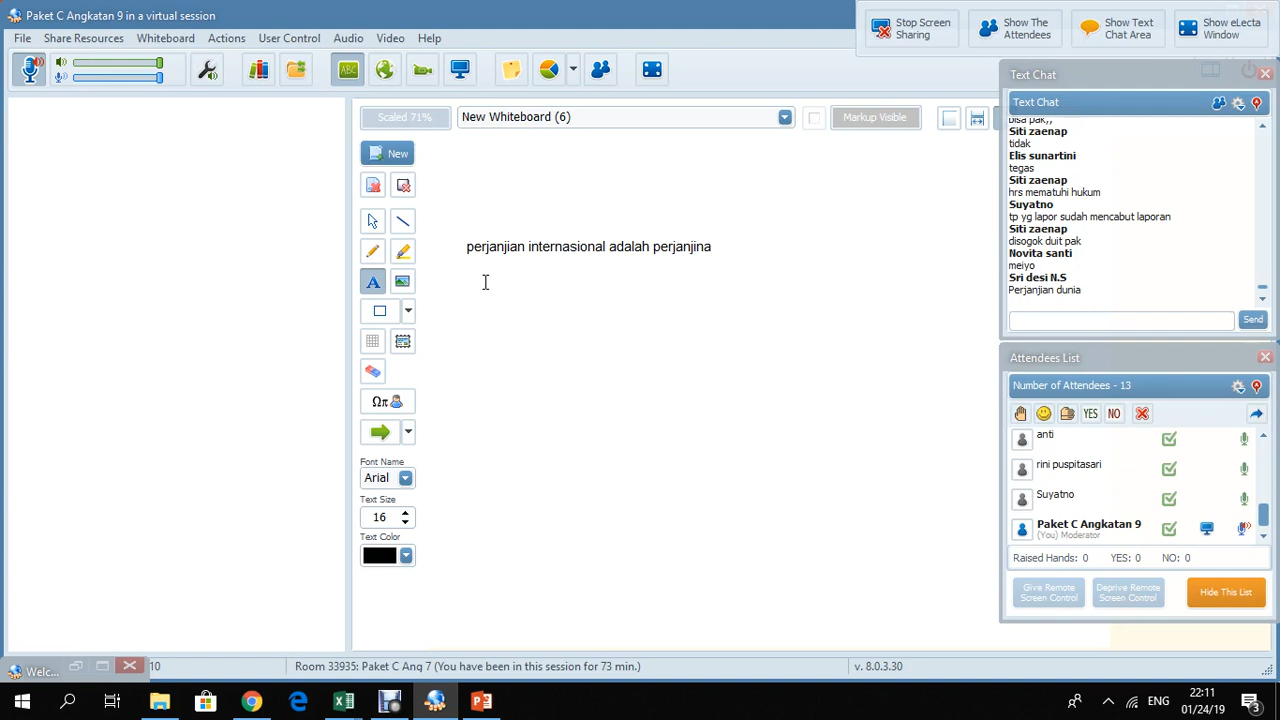 Paket C Angkatan 9 in a virtual session
Stop Screen Sharing
Show The Attendees
Show Text Chat Area
Show eLecta Window
File Share Resources Whiteboard Actions User Control Audio Video Help
ABC
Scaled 71%
New Whiteboard (6)
Markup Visible
New
perjanjian internasional adalah perjanjina
A
Ωπ
Font Name
Arial
Text Size
16
Text Color
Text Chat
Text Chat
bisa pak,,
Siti zaenap
tidak
Elis sunartini
tegas
Siti zaenap
hrs mematuhi hukum
Suyatno
tp yg lapor sudah mencabut laporan
Siti zaenap
disogok duit pak
Novita santi
meiyo
Sri desi N.S
Perjanjian dunia
Send
Attendees List
Number of Attendees - 13
YES NO
anti
rini puspitasari
Suyatno
Paket C Angkatan 9
(You) Moderator
Raised Hands: 0 YES: 0 NO: 0
Give Remote Screen Control
Deprive Remote Screen Control
Hide This List
Welc...
10
Room 33935: Paket C Ang 7 (You have been in this session for 73 min.)
v. 8.0.3.30
ENG
22:11
01/24/19
3